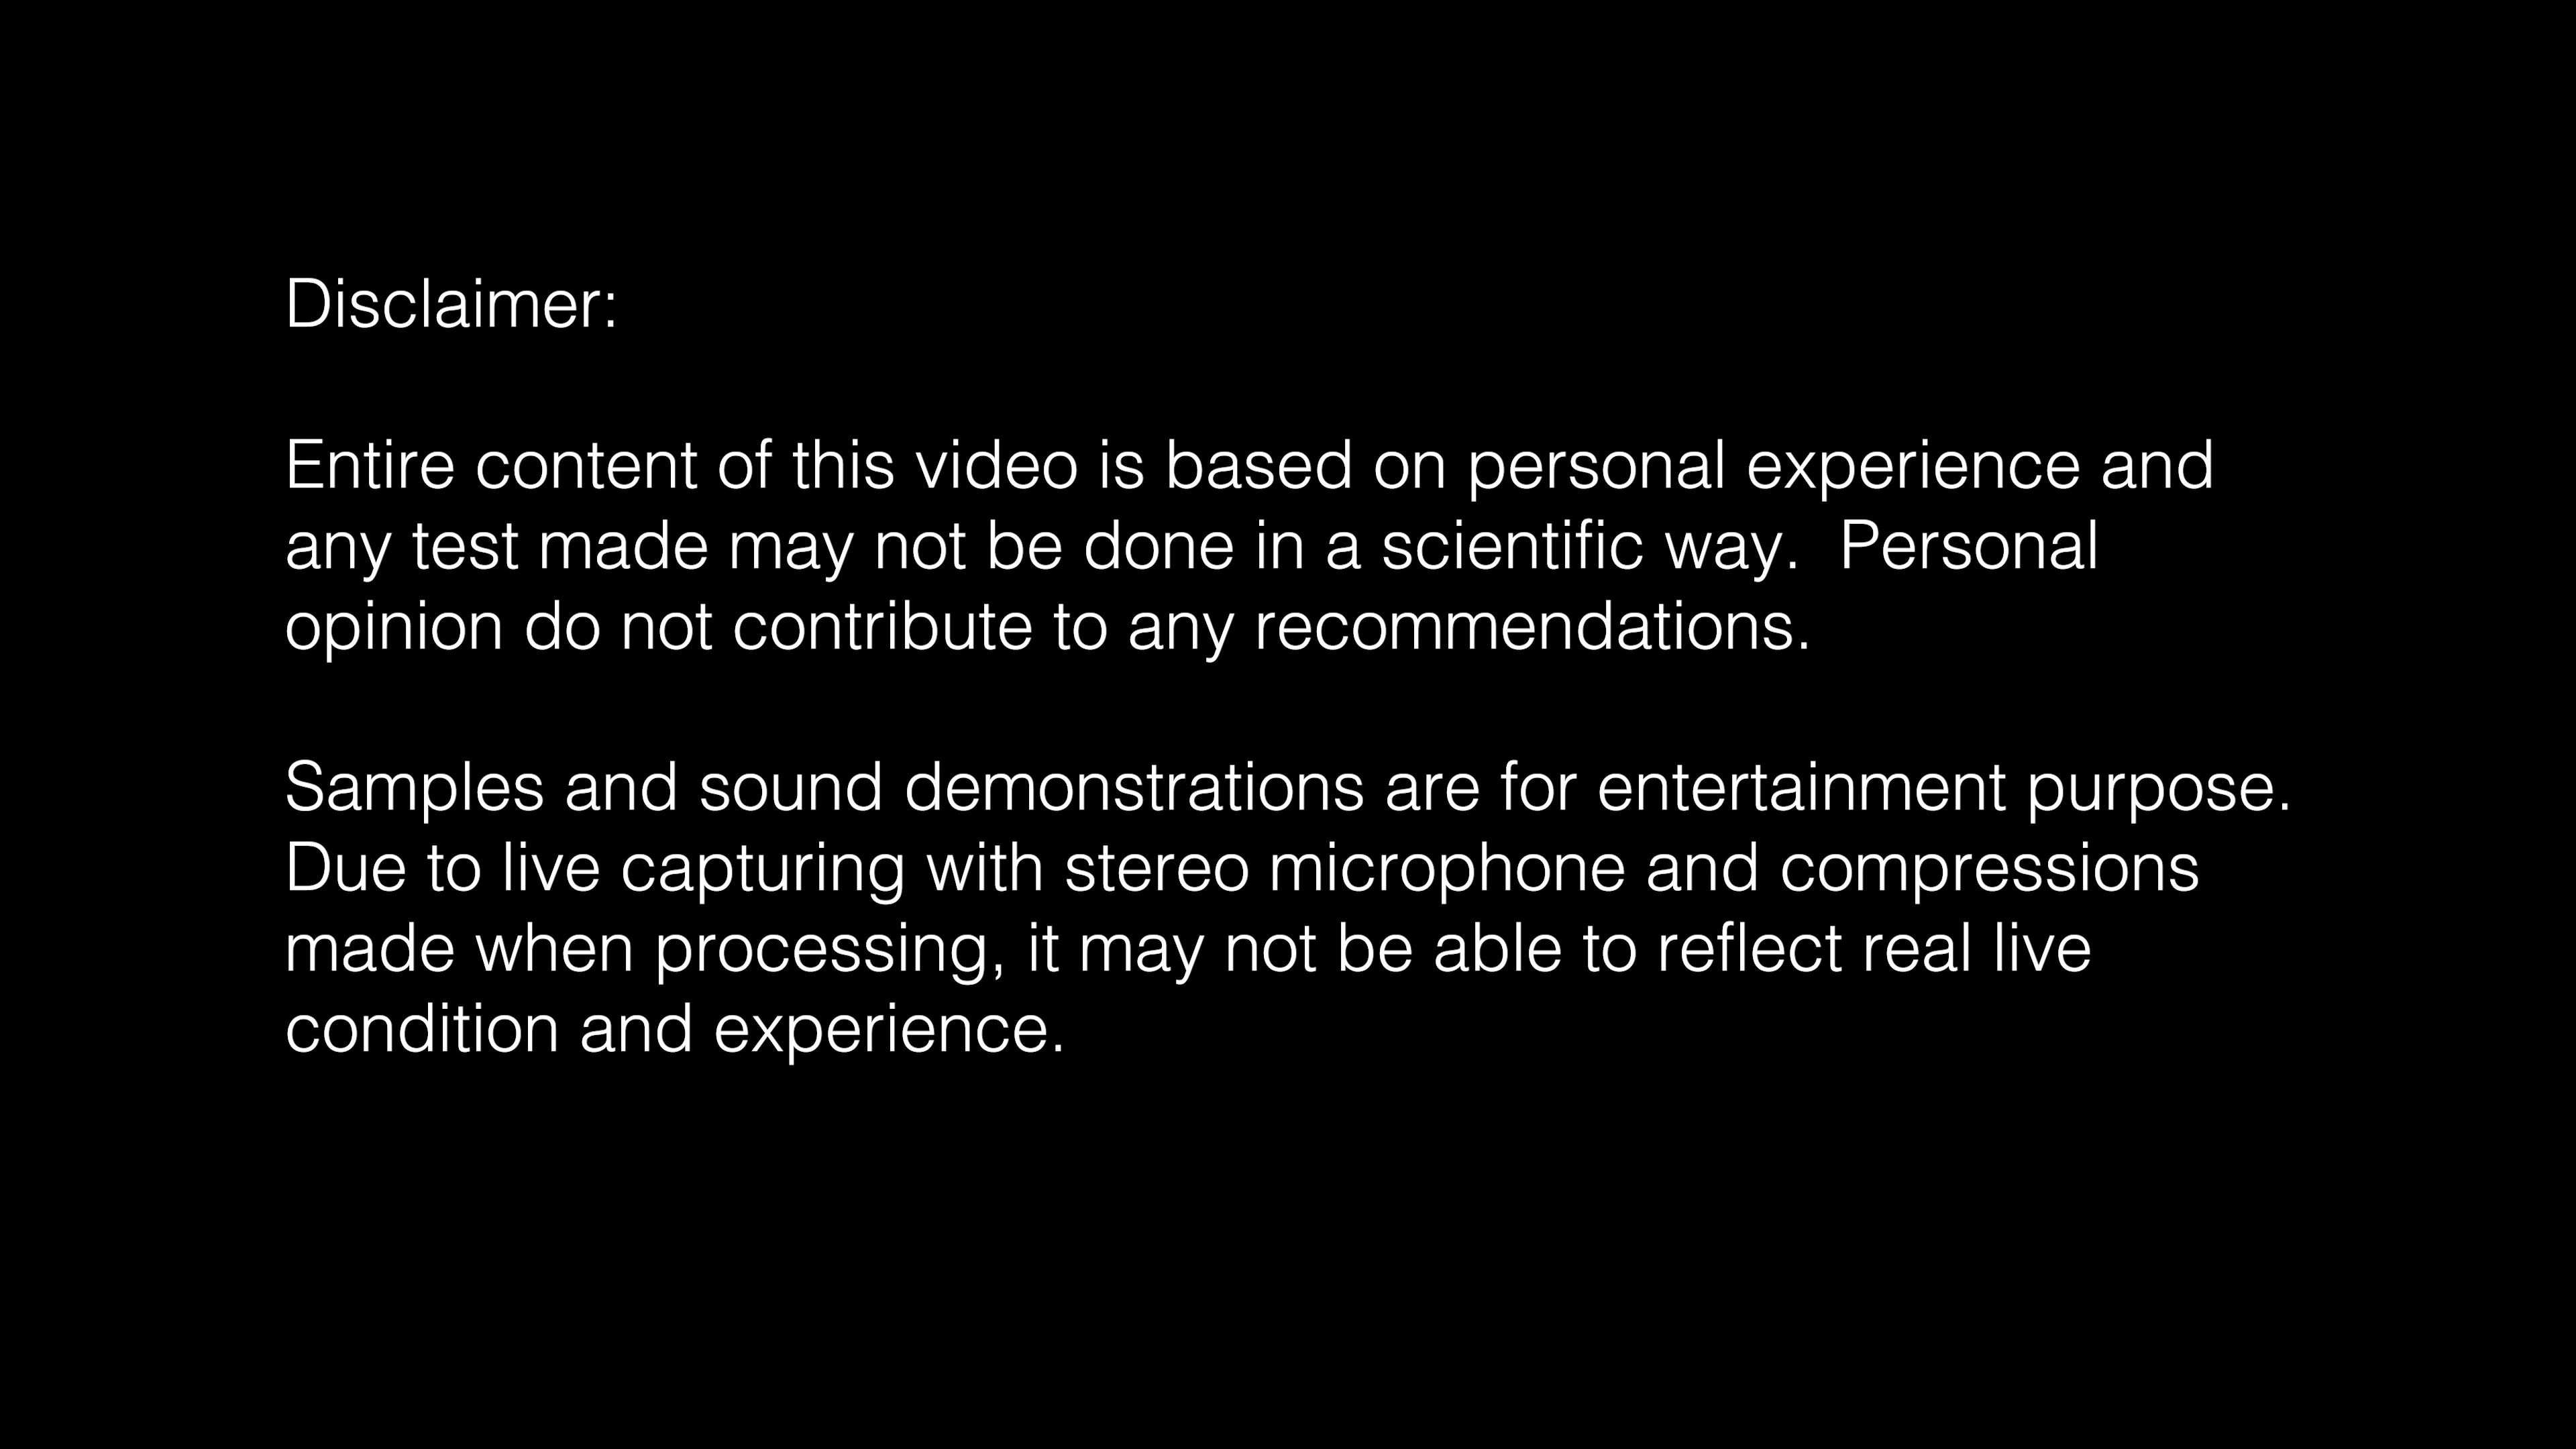 Disclaimer:
Entire content of this video is based on personal experience and
any test made may not be done in a scientific way.  Personal
opinion do not contribute to any recommendations.
Samples and sound demonstrations are for entertainment purpose.
Due to live capturing with stereo microphone and compressions
made when processing, it may not be able to reflect real live
condition and experience.